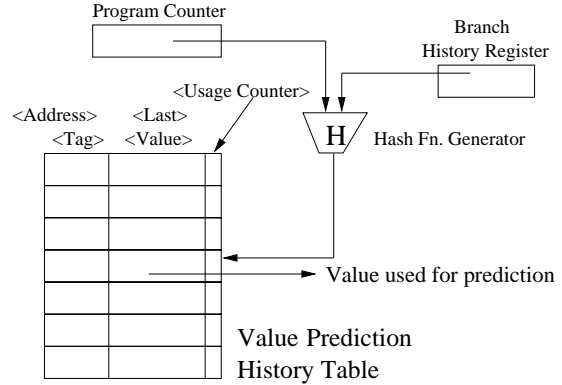 Program Counter
Branch
History Register
<Usage Counter>
<Address>
<Tag>
<Last>
<Value>
H
Hash Fn. Generator
Value used for prediction
Value Prediction
History Table